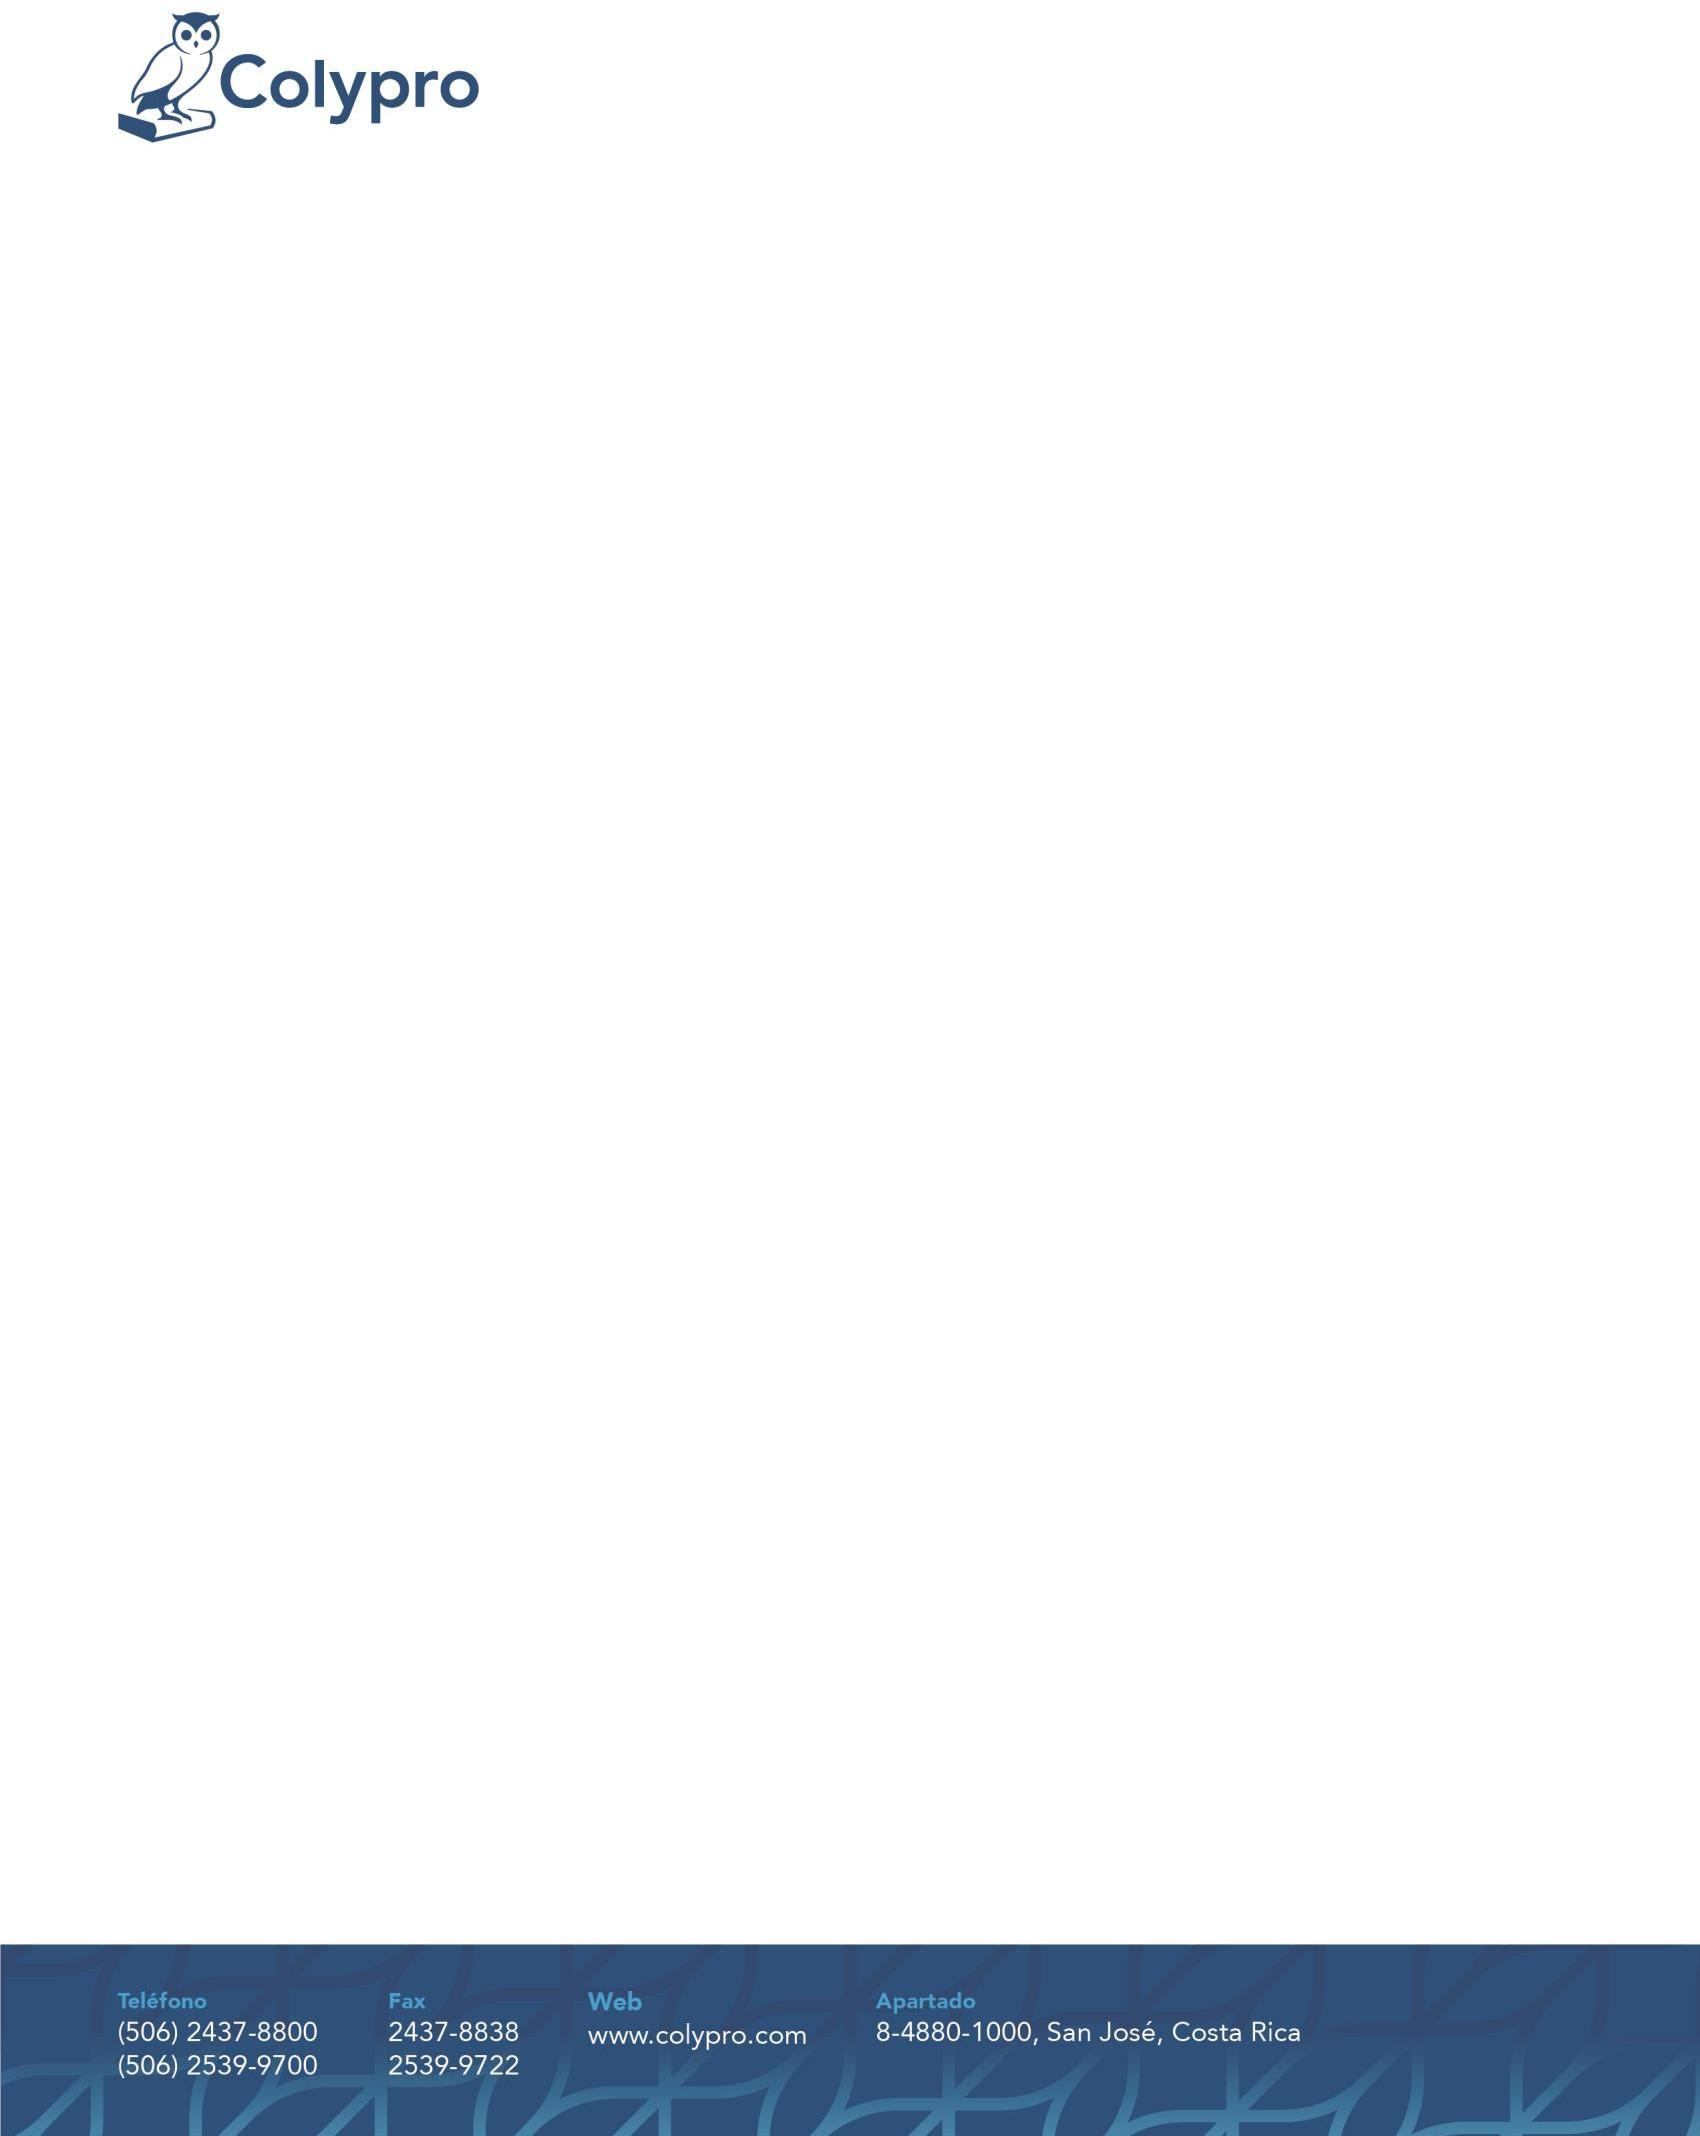 Colypro
Teléfono
(506) 2437-8800
(506) 2539-9700
Fax
2437-8838
2539-9722
Web
www.colypro.com
Apartado
8-4880-1000, San José, Costa Rica